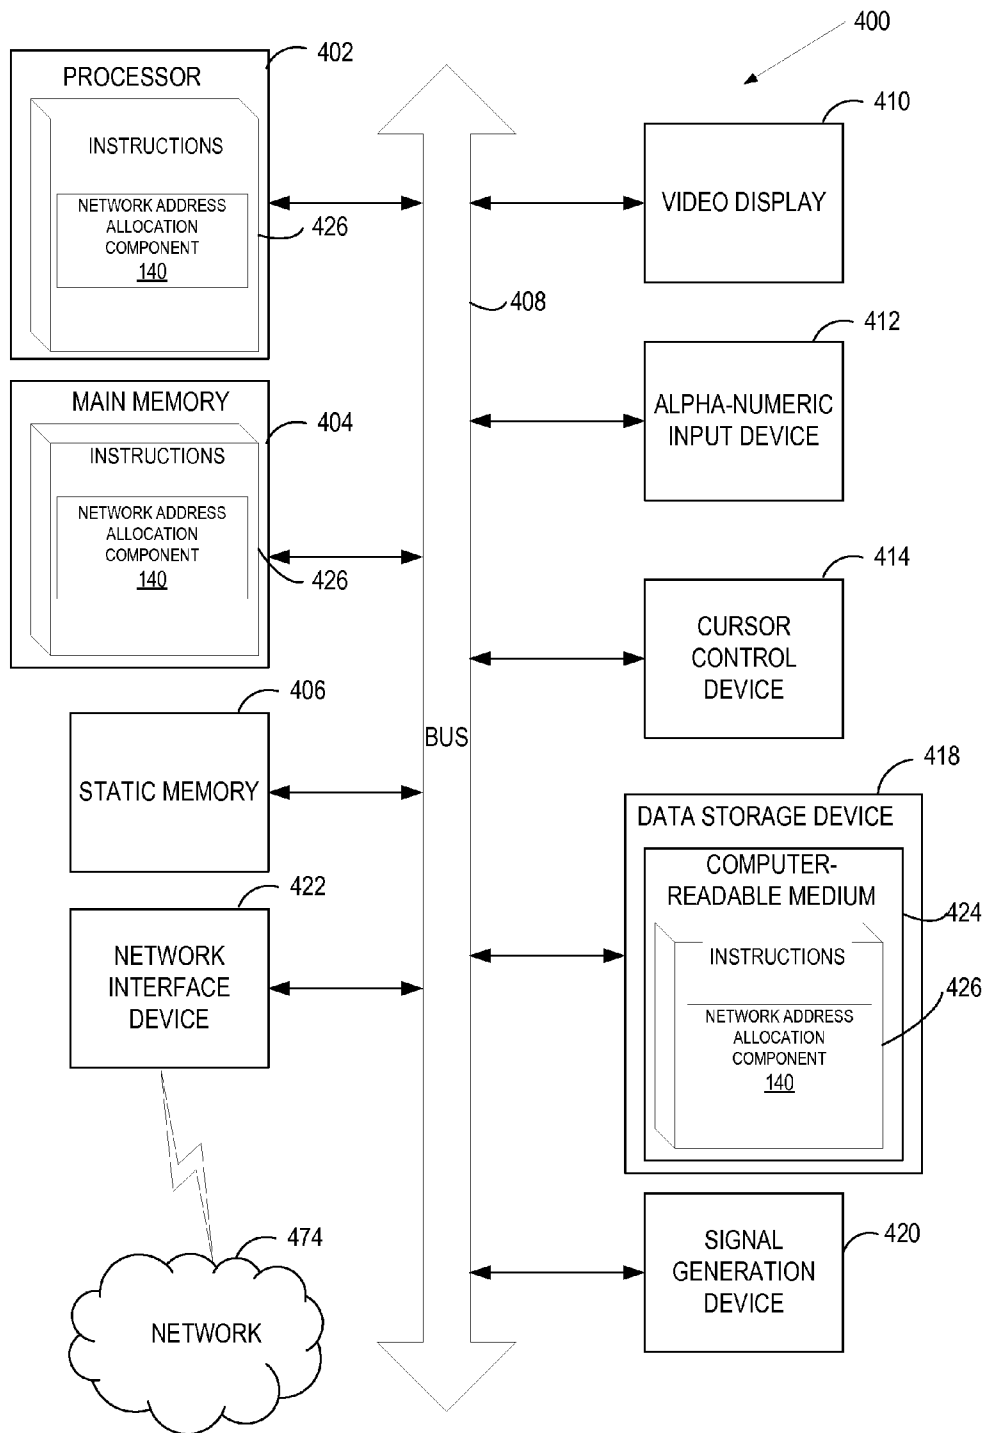 400
402
PROCESSOR
INSTRUCTIONS
NETWORK ADDRESS
ALLOCATION
COMPONENT
140
426
MAIN MEMORY
404
INSTRUCTIONS
NETWORK ADDRESS
ALLOCATION
COMPONENT
140
426
406
STATIC MEMORY
422
NETWORK
INTERFACE
DEVICE
474
NETWORK
408
BUS
410
VIDEO DISPLAY
412
ALPHA-NUMERIC
INPUT DEVICE
414
CURSOR
CONTROL
DEVICE
418
DATA STORAGE DEVICE
COMPUTER-
READABLE MEDIUM
424
INSTRUCTIONS
426
NETWORK ADDRESS
ALLOCATION
COMPONENT
140
SIGNAL
GENERATION
DEVICE
420